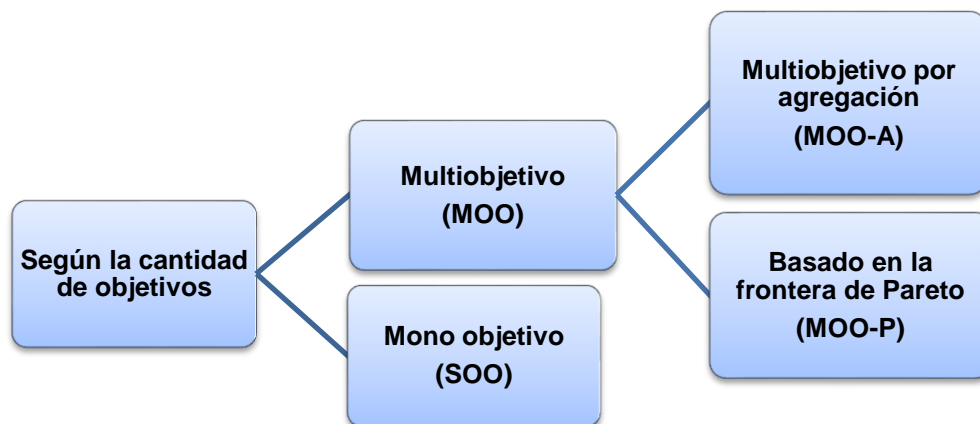 Según la cantidad
de objetivos
Multiobjetivo
(MOO)
Mono objetivo
(SOO)
Multiobjetivo por
agregación
(MOO-A)
Basado en la
frontera de Pareto
(MOO-P)